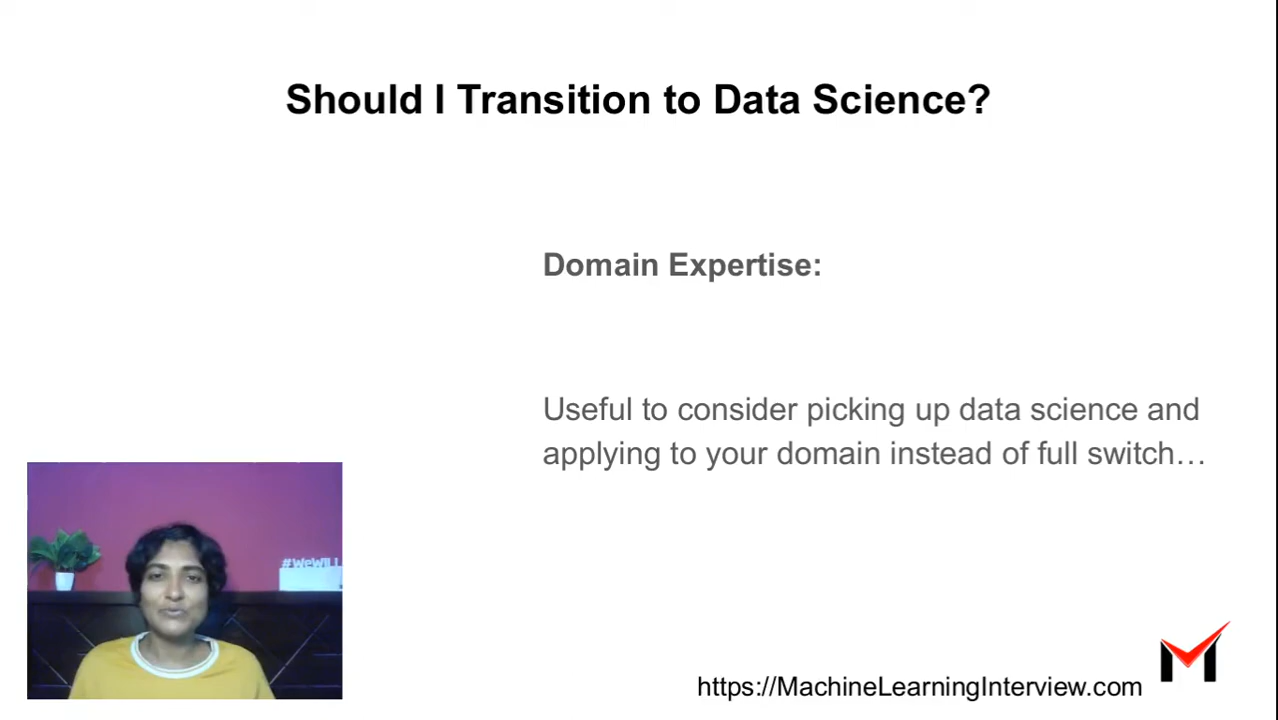 Should I Transition to Data Science?
Domain Expertise:
Useful to consider picking up data science and
applying to your domain instead of full switch…
#WeWILL
https://MachineLearningInterview.com